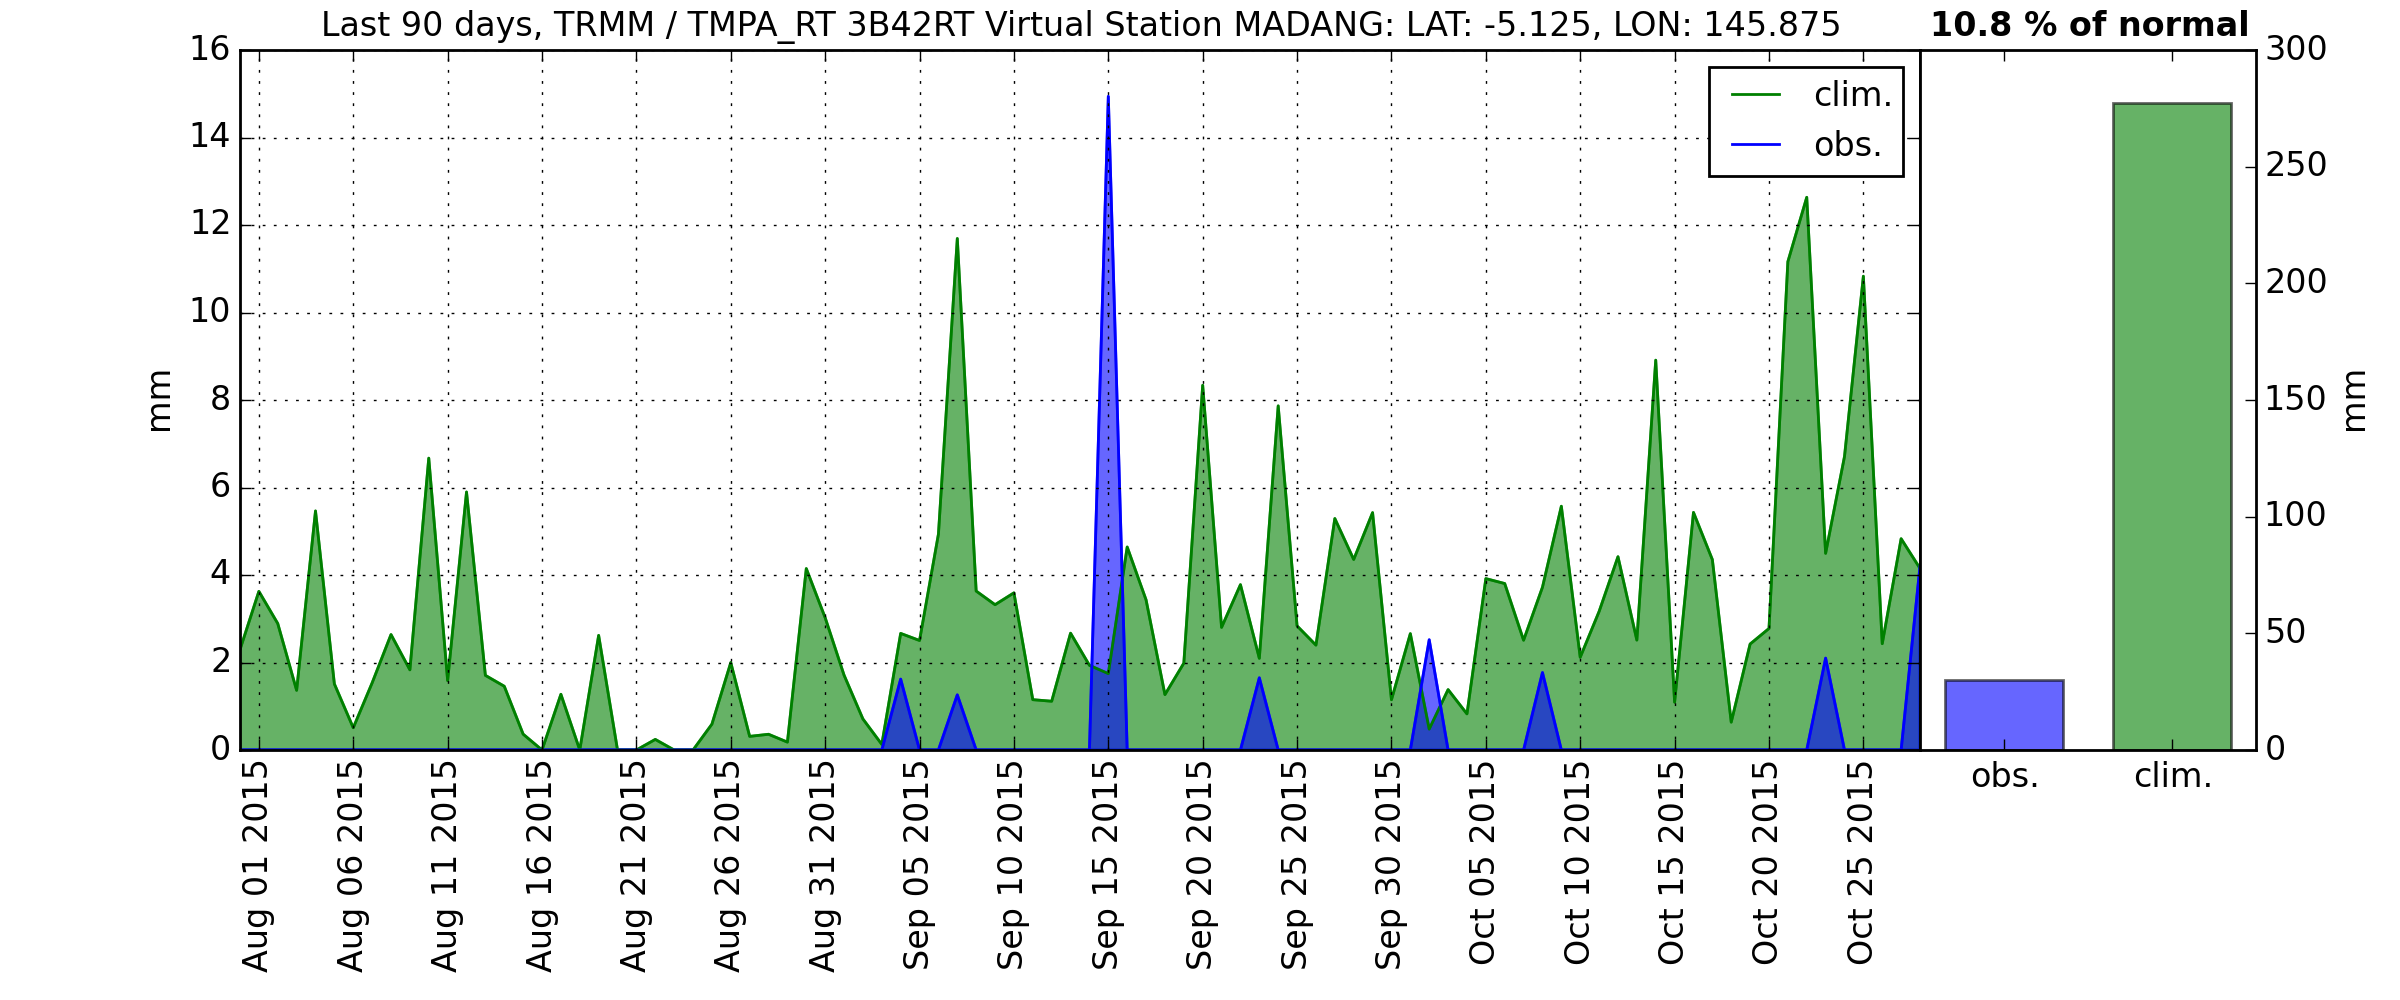 Last 90 days, TRMM / TMPA_RT 3B42RT Virtual Station MADANG: LAT: -5.125, LON: 145.875
10.8 % of normal
16
14
12
10
8
6
4
2
0
mm
clim.
obs.
Aug 01 2015
Aug 06 2015
Aug 11 2015
Aug 16 2015
Aug 21 2015
Aug 26 2015
Aug 31 2015
Sep 05 2015
Sep 10 2015
Sep 15 2015
Sep 20 2015
Sep 25 2015
Sep 30 2015
Oct 05 2015
Oct 10 2015
Oct 15 2015
Oct 20 2015
Oct 25 2015
300
250
200
150
100
50
0
mm
obs.
clim.